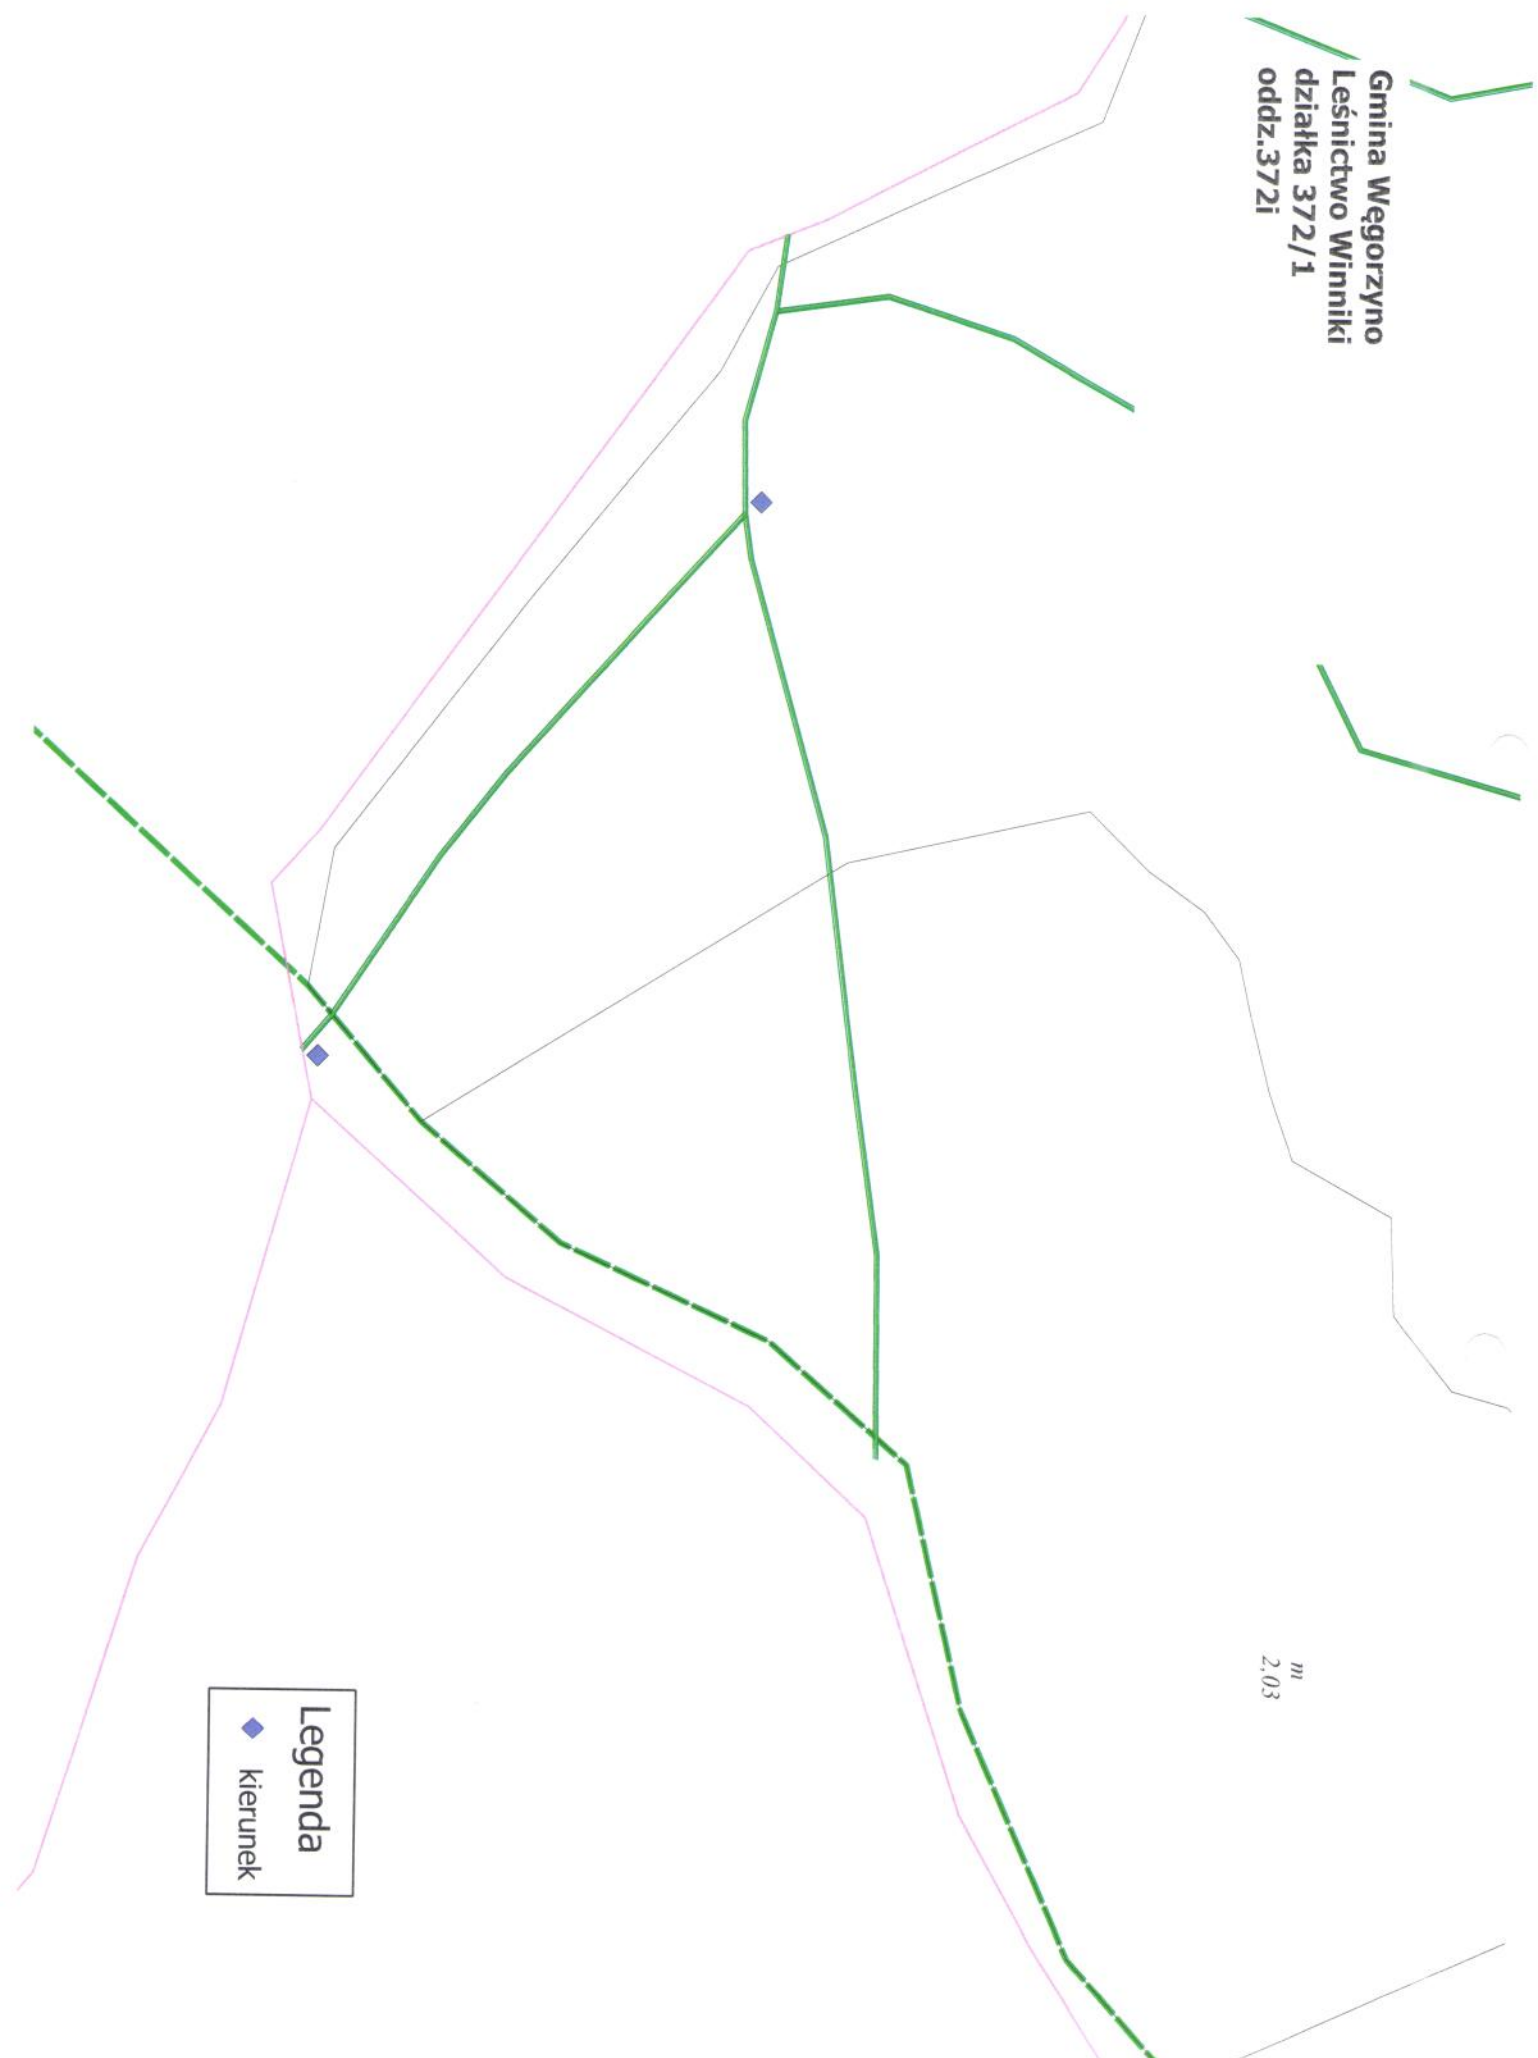 Gmina Węgorzyno
Leśnictwo Winniki
działka 372/1
oddz.372i
m
2,03
Legenda
kierunek